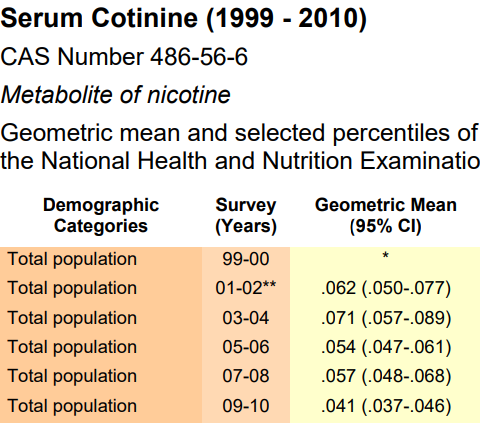 Serum Cotinine (1999 - 2010)
CAS Number 486-56-6
Metabolite of nicotine
Geometric mean and selected percentiles of
the National Health and Nutrition Examinatio
Demographic Categories Survey (Years) Geometric Mean (95% CI)
Total population 99-00 *
Total population 01-02** .062 (.050-.077)
Total population 03-04 .071 (.057-.089)
Total population 05-06 .054 (.047-.061)
Total population 07-08 .057 (.048-.068)
Total population 09-10 .041 (.037-.046)